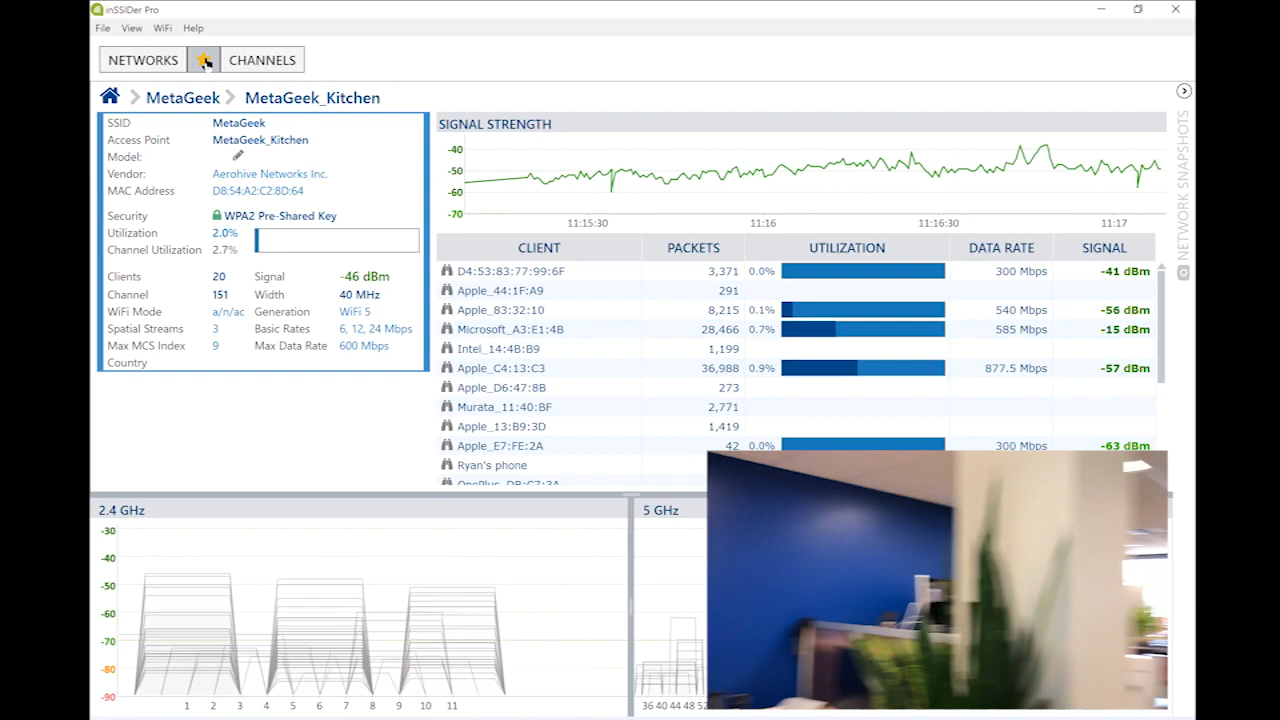 inSSIDer Pro
File View WiFi Help
NETWORKS CHANNELS
MetaGeek MetaGeek_Kitchen
SSID MetaGeek
Access Point MetaGeek_Kitchen
Model:
Vendor: Aerohive Networks Inc.
MAC Address D8:54:A2:C2:8D:64
Security WPA2 Pre-Shared Key
Utilization 2.0%
Channel Utilization 2.7%
Clients 20 Signal -46 dBm
Channel 151 Width 40 MHz
WiFi Mode a/n/ac Generation WiFi 5
Spatial Streams 3 Basic Rates 6, 12, 24 Mbps
Max MCS Index 9 Max Data Rate 600 Mbps
Country
SIGNAL STRENGTH
-40
-50
-60
-70
11:15:30 11:16 11:16:30 11:17
CLIENT PACKETS UTILIZATION DATA RATE SIGNAL
D4:53:83:77:99:6F 3,371 0.0% 300 Mbps -41 dBm
Apple_44:1F:A9 291
Apple_83:32:10 8,215 0.1% 540 Mbps -56 dBm
Microsoft_A3:E1:4B 28,466 0.7% 585 Mbps -15 dBm
Intel_14:4B:B9 1,199
Apple_C4:13:C3 36,988 0.9% 877.5 Mbps -57 dBm
Apple_D6:47:8B 273
Murata_11:40:BF 2,771
Apple_13:B9:3D 1,419
Apple_E7:FE:2A 42 0.0% 300 Mbps -63 dBm
Ryan's phone
NETWORK SNAPSHOTS
2.4 GHz
-30
-40
-50
-60
-70
-80
-90
1 2 3 4 5 6 7 8 9 10 11
5 GHz
36 40 44 48